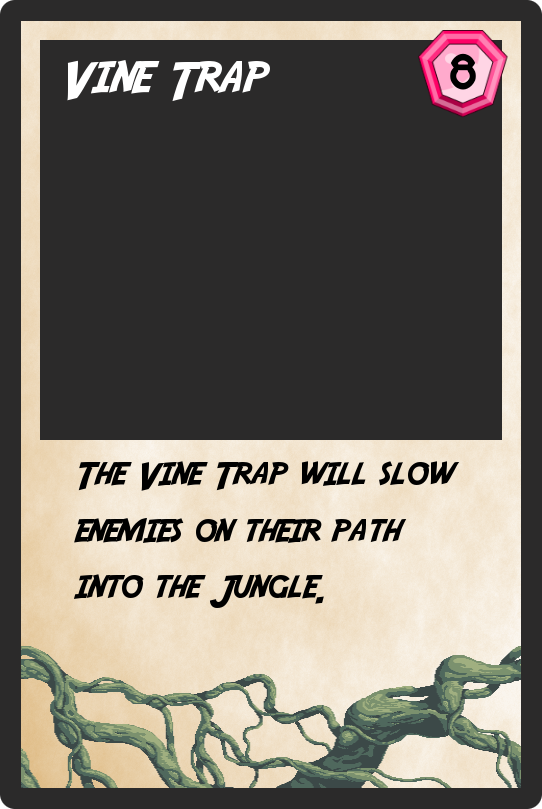 Vine Trap
8
The Vine Trap will slow
enemies on their path
into the Jungle.